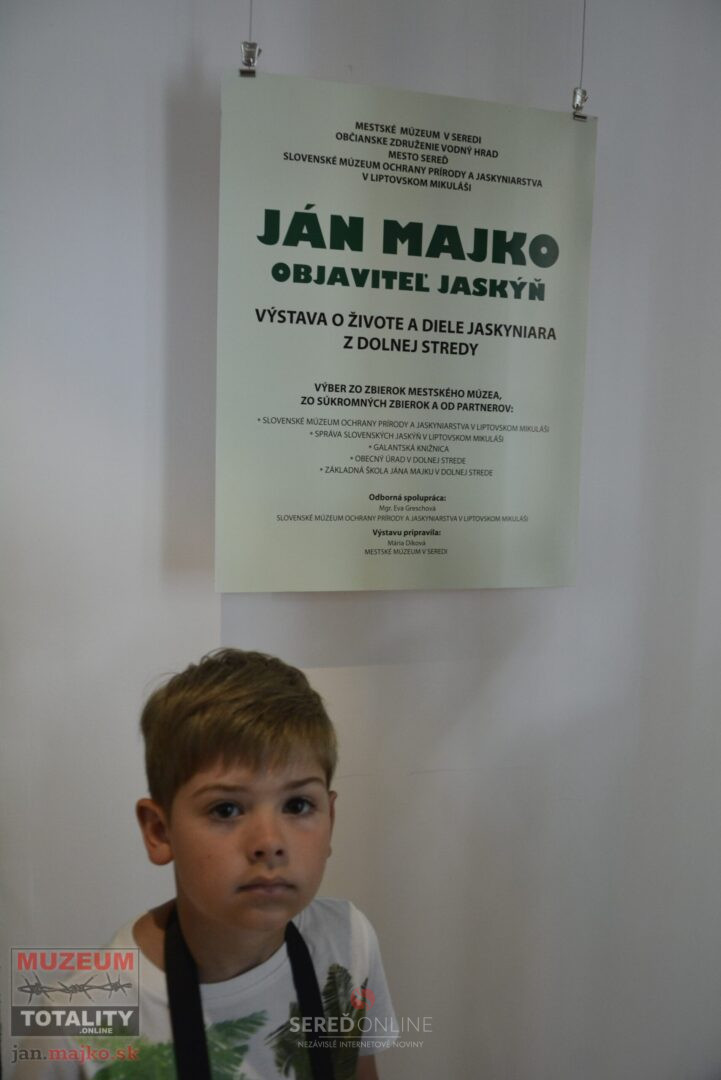 MESTSKÉ MÚZEUM V SEREDI
OBČIANSKE ZDRUŽENIE VODNÝ HRAD
MESTO SEREĎ
SLOVENSKÉ MÚZEUM OCHRANY PRÍRODY A JASKYNIARSTVA
V LIPTOVSKOM MIKULÁŠI
JÁN MAJKO
OBJAVITEĽ JASKÝŇ
VÝSTAVA O ŽIVOTE A DIELE JASKYNIARA
Z DOLNEJ STREDY
VÝBER ZO ZBIEROK MESTSKÉHO MÚZEA,
ZO SÚKROMNÝCH ZBIEROK A OD PARTNEROV:
* SLOVENSKÉ MÚZEUM OCHRANY PRÍRODY A JASKYNIARSTVA V LIPTOVSKOM MIKULÁŠI
* SPRÁVA SLOVENSKÝCH JASKÝŇ V LIPTOVSKOM MIKULÁŠI
* GALANTSKÁ KNIŽNICA
* OBECNÝ ÚRAD V DOLNEJ STREDE
* ZÁKLADNÁ ŠKOLA JÁNA MAJKU V DOLNEJ STREDE
Odborná spolupráca:
Mgr. Eva Greschová
SLOVENSKÉ MÚZEUM OCHRANY PRÍRODY A JASKYNIARSTVA V LIPTOVSKOM MIKULÁŠI
Výstavu pripravila:
Mária Diková
MESTSKÉ MÚZEUM V SEREDI
MUZEUM
TOTALITY
.ONLINE
jan.majko.sk
SEREĎONLINE
NEZÁVISLÉ INTERNETOVÉ NOVINY